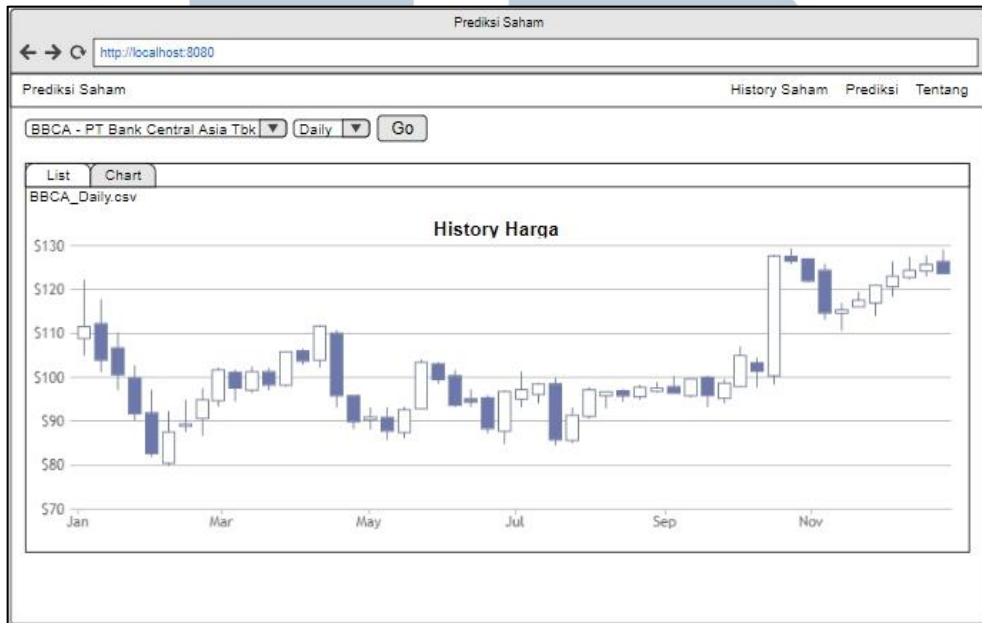 Prediksi Saham
http://localhost:8080
Prediksi Saham History Saham Prediksi Tentang
BBCA - PT Bank Central Asia Tbk Daily Go
List Chart
BBCA_Daily.csv
History Harga
$130
$120
$110
$100
$90
$80
$70
Jan Mar May Jul Sep Nov